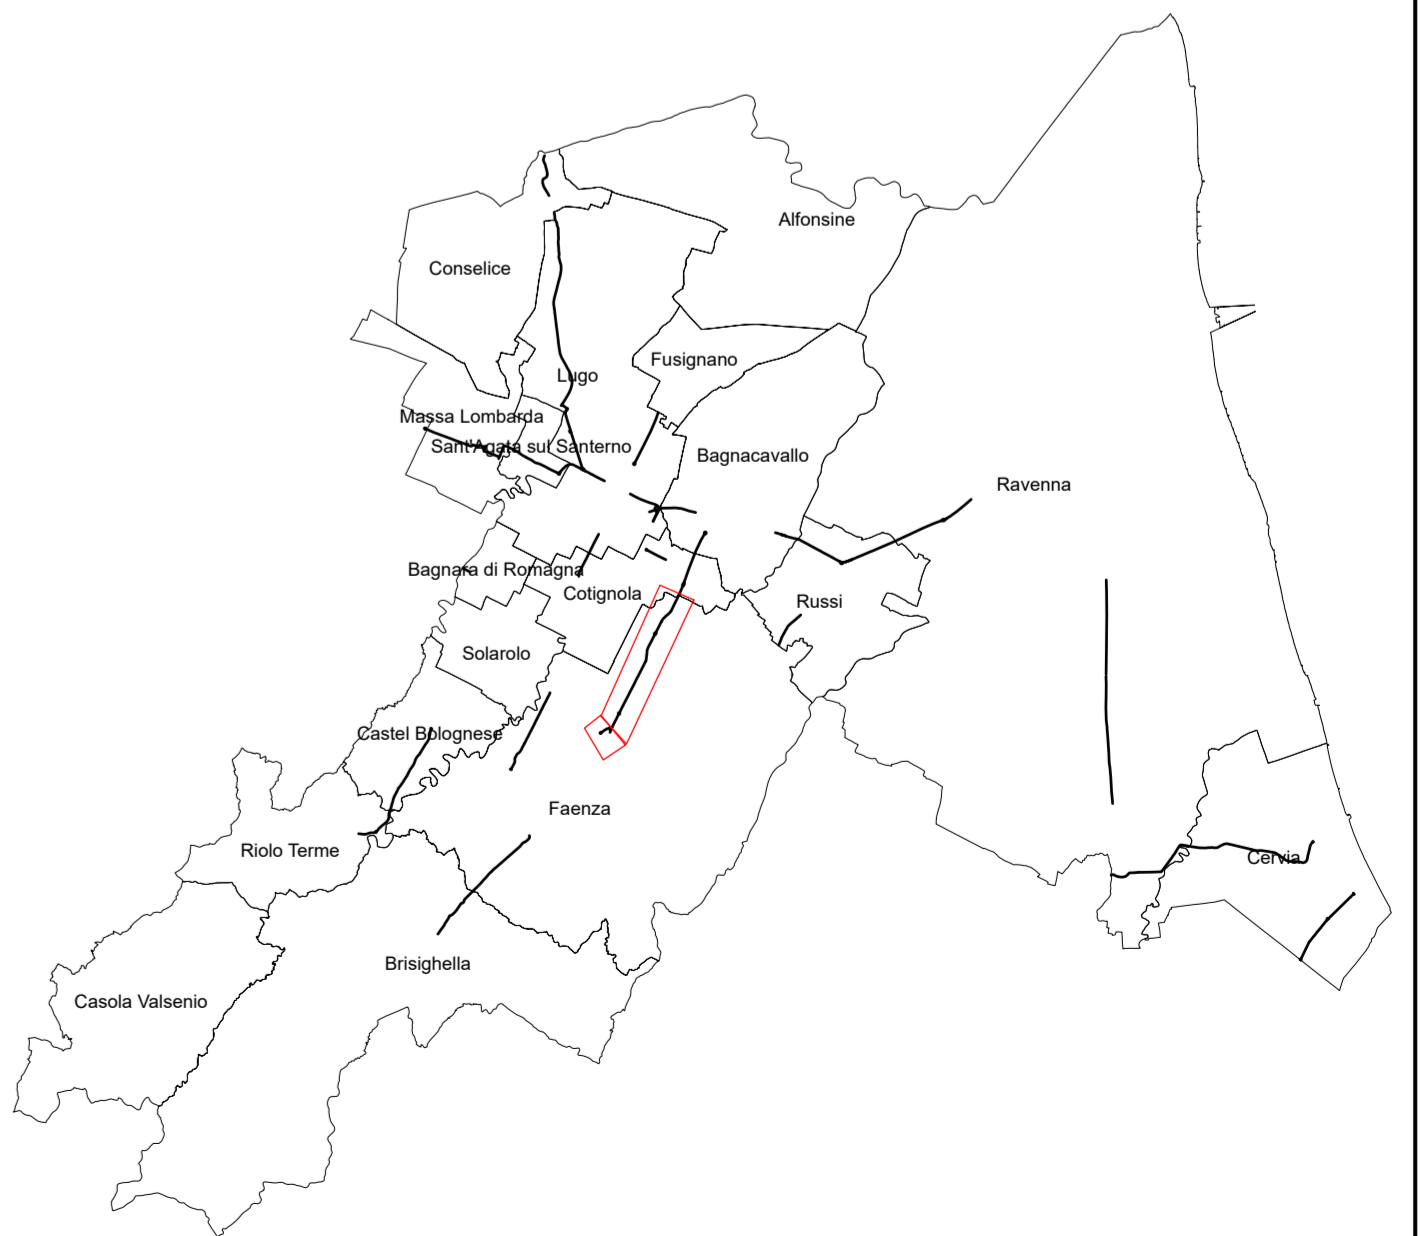 Alfonsine
Conselice
Fusignano
Lugo
Massa Lombarda
Sant'Agata sul Santerno
Bagnacavallo
Ravenna
Bagnara di Romagna
Cotignola
Russi
Solarolo
Castel Bolognese
Faenza
Riolo Terme
Cervia
Brisighella
Casola Valsenio